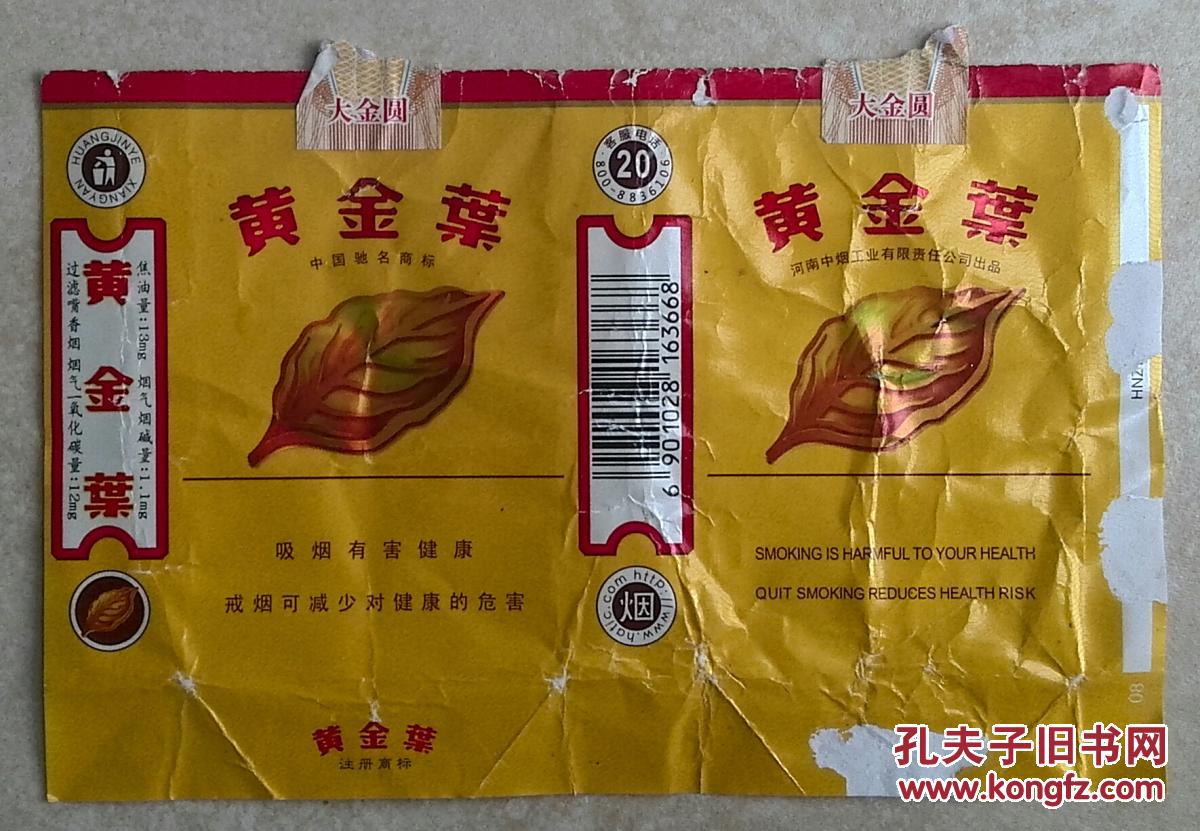 大金圆
大金圆
HUANGJINYE
XIANGYAN
客服电话
20
800-8836106
黄金葉
中国驰名商标
黄金葉
河南中烟工业有限责任公司出品
黄金葉
焦油量:13mg 烟气烟碱量:1.1mg
过滤嘴香烟 烟气一氧化碳量:12mg
6 901028 163668
吸烟有害健康
戒烟可减少对健康的危害
SMOKING IS HARMFUL TO YOUR HEALTH
QUIT SMOKING REDUCES HEALTH RISK
http://www.hatic.com
烟
黄金葉
注册商标
08
孔夫子旧书网
www.kongfz.com